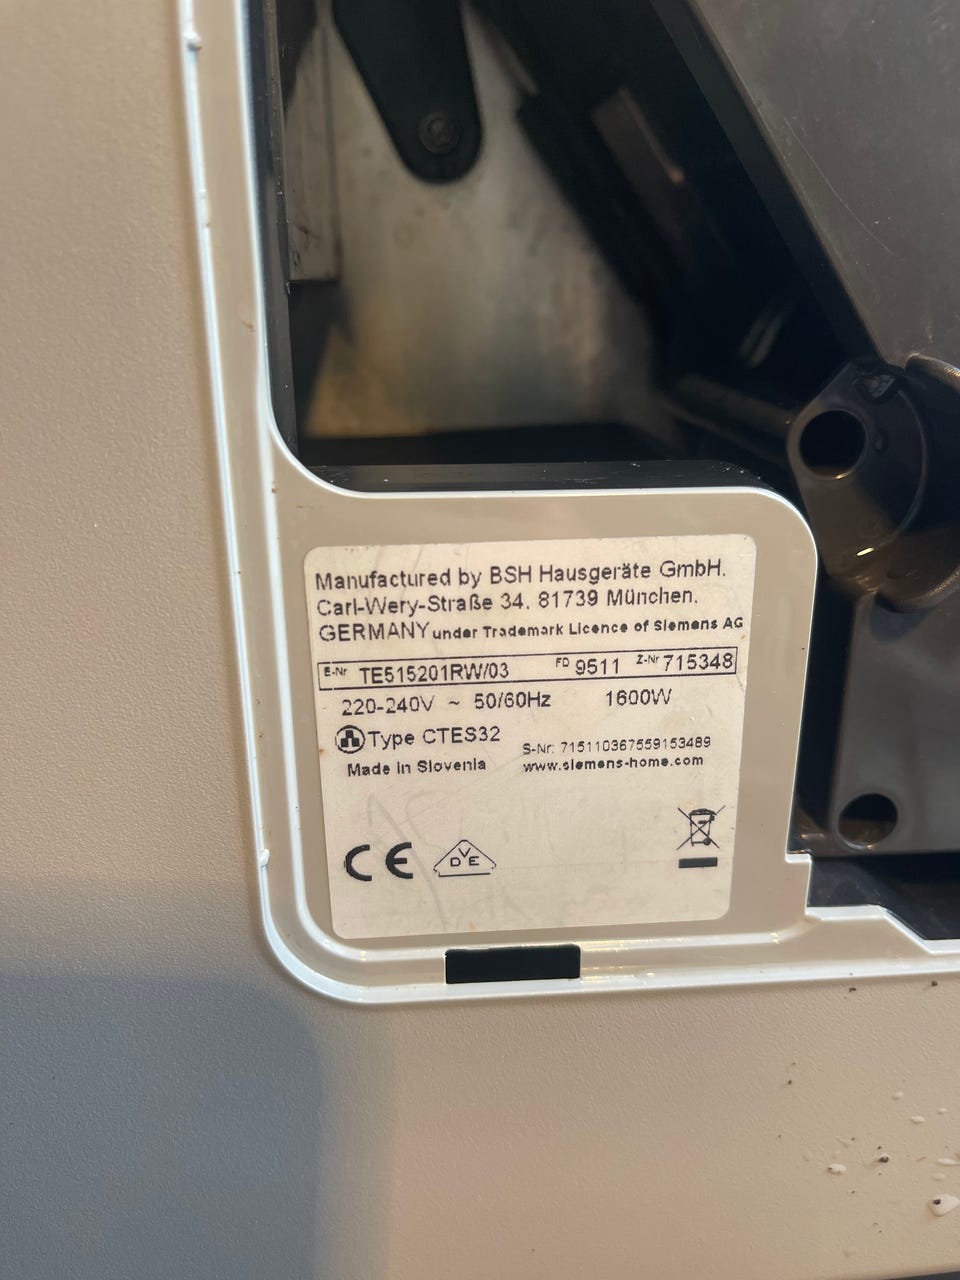 Manufactured by BSH Hausgeräte GmbH.
Carl-Wery-Straße 34, 81739 München,
GERMANY under Trademark Licence of Siemens AG
E-Nr TE515201RW/03 FD 9511 Z-Nr 715348
220-240V ~ 50/60Hz 1600W
Type CTES32
S-Nr: 715110367559153489
Made in Slovenia www.siemens-home.com
CE DVE